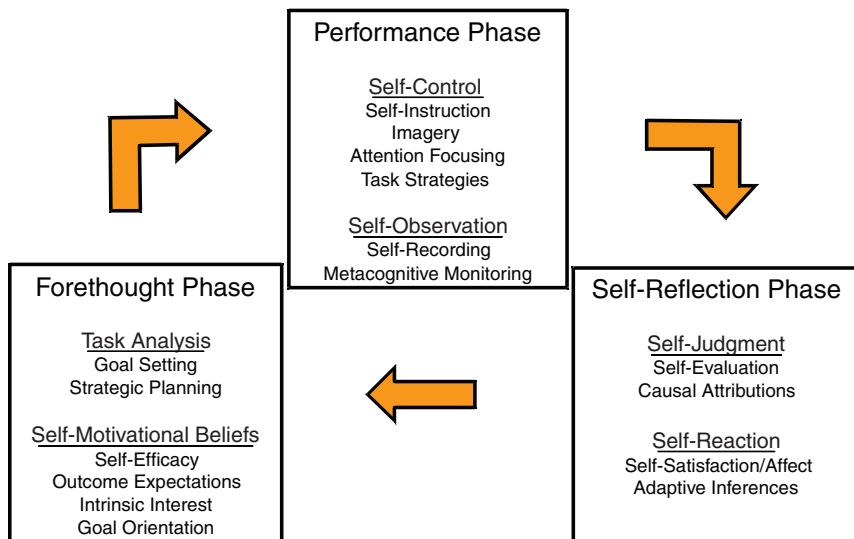 Performance Phase
Self-Control
Self-Instruction
Imagery
Attention Focusing
Task Strategies
Self-Observation
Self-Recording
Metacognitive Monitoring
Forethought Phase
Task Analysis
Goal Setting
Strategic Planning
Self-Motivational Beliefs
Self-Efficacy
Outcome Expectations
Intrinsic Interest
Goal Orientation
Self-Reflection Phase
Self-Judgment
Self-Evaluation
Causal Attributions
Self-Reaction
Self-Satisfaction/Affect
Adaptive Inferences